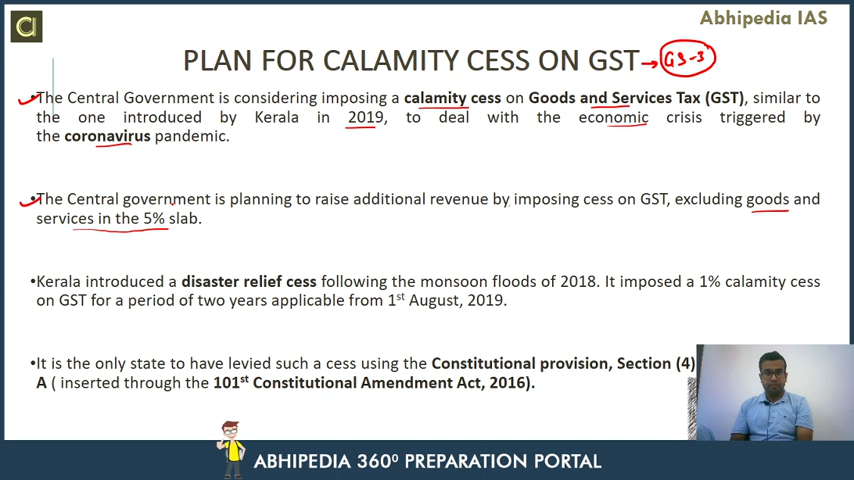 Abhipedia IAS
PLAN FOR CALAMITY CESS ON GST
GS-3
•The Central Government is considering imposing a calamity cess on Goods and Services Tax (GST), similar to
the one introduced by Kerala in 2019, to deal with the economic crisis triggered by
the coronavirus pandemic.
•The Central government is planning to raise additional revenue by imposing cess on GST, excluding goods and
services in the 5% slab.
•Kerala introduced a disaster relief cess following the monsoon floods of 2018. It imposed a 1% calamity cess
on GST for a period of two years applicable from 1st August, 2019.
•It is the only state to have levied such a cess using the Constitutional provision, Section (4)
A ( inserted through the 101st Constitutional Amendment Act, 2016).
ABHIPEDIA 360⁰ PREPARATION PORTAL